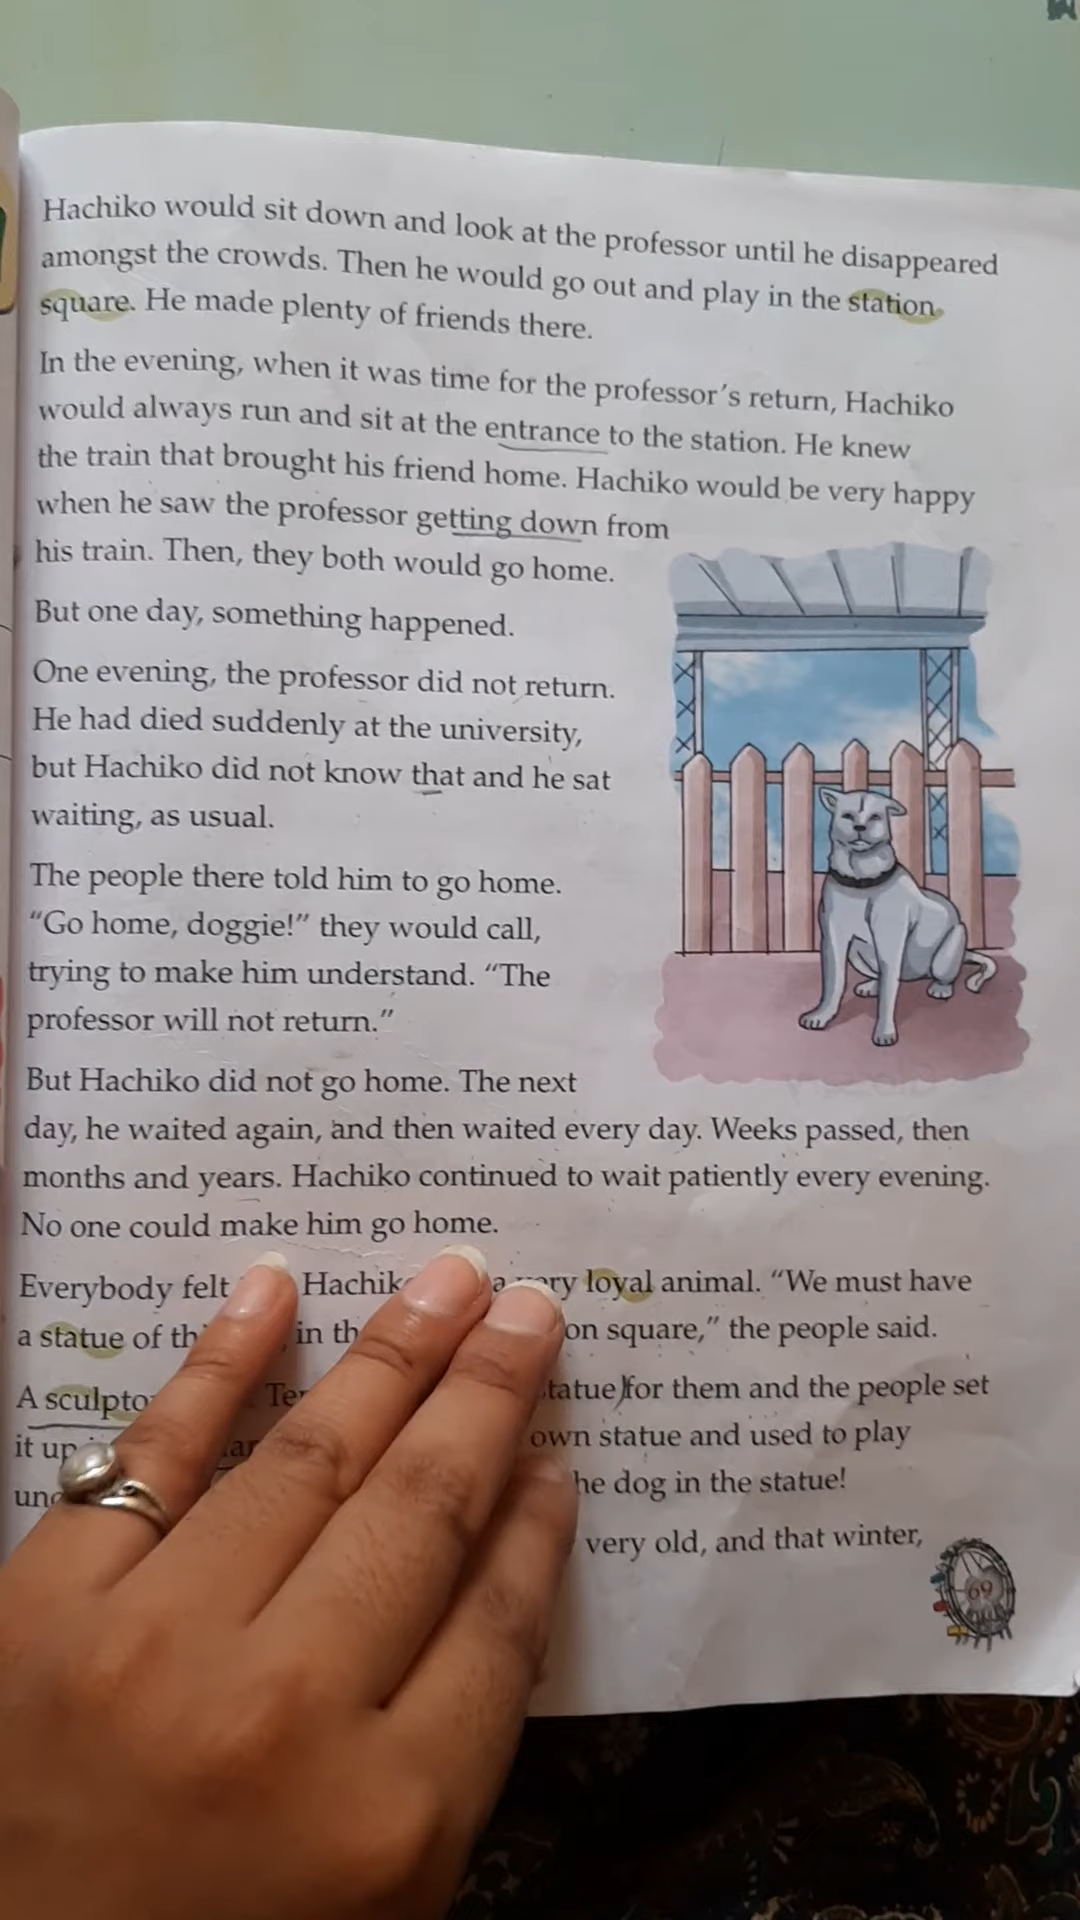 Hachiko would sit down and look at the professor until he disappeared
amongst the crowds. Then he would go out and play in the station
square. He made plenty of friends there.
In the evening, when it was time for the professor's return, Hachiko
would always run and sit at the entrance to the station. He knew
the train that brought his friend home. Hachiko would be very happy
when he saw the professor getting down from
his train. Then, they both would go home.
But one day, something happened.
One evening, the professor did not return.
He had died suddenly at the university,
but Hachiko did not know that and he sat
waiting, as usual.
The people there told him to go home.
"Go home, doggie!" they would call,
trying to make him understand. "The
professor will not return."
But Hachiko did not go home. The next
day, he waited again, and then waited every day. Weeks passed, then
months and years. Hachiko continued to wait patiently every evening.
No one could make him go home.
Everybody felt a loyal animal. "We must have
a statue of in square," the people said.
A for them and the people set
it up own statue and used to play
dog in the statue!
very old, and that winter,
69